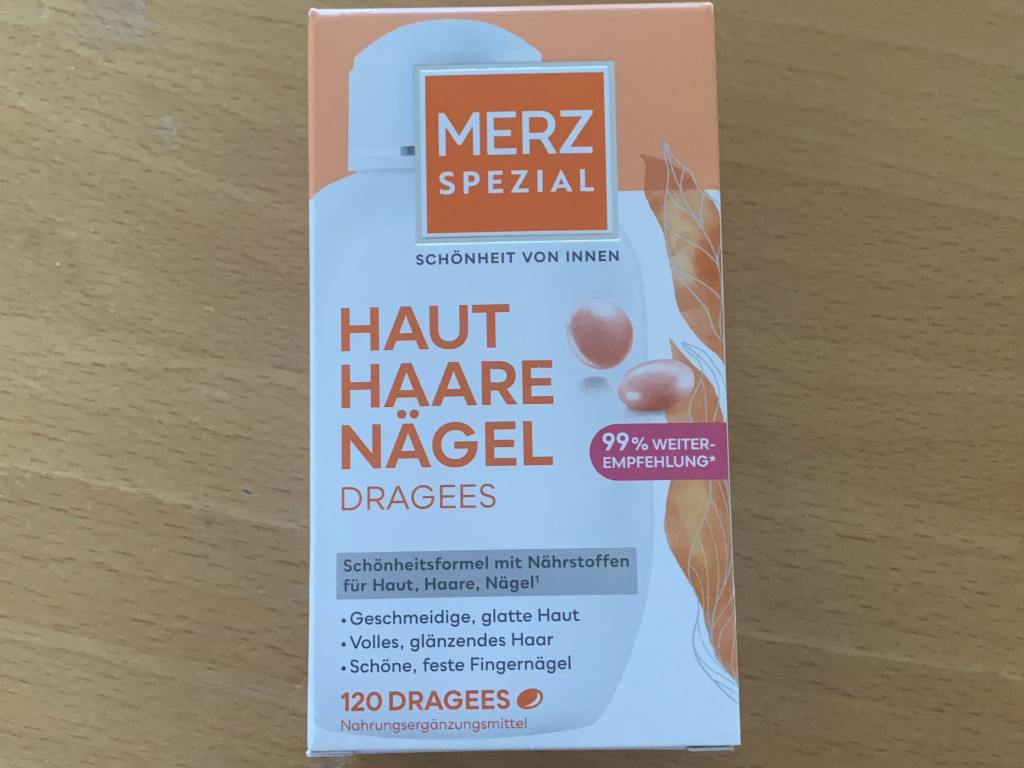 MERZ
SPEZIAL
SCHÖNHEIT VON INNEN
HAUT
HAARE
NÄGEL
DRAGEES
99% WEITER-
EMPFEHLUNG*
Schönheitsformel mit Nährstoffen
für Haut, Haare, Nägel¹
• Geschmeidige, glatte Haut
• Volles, glänzendes Haar
• Schöne, feste Fingernägel
120 DRAGEES
Nahrungsergänzungsmittel